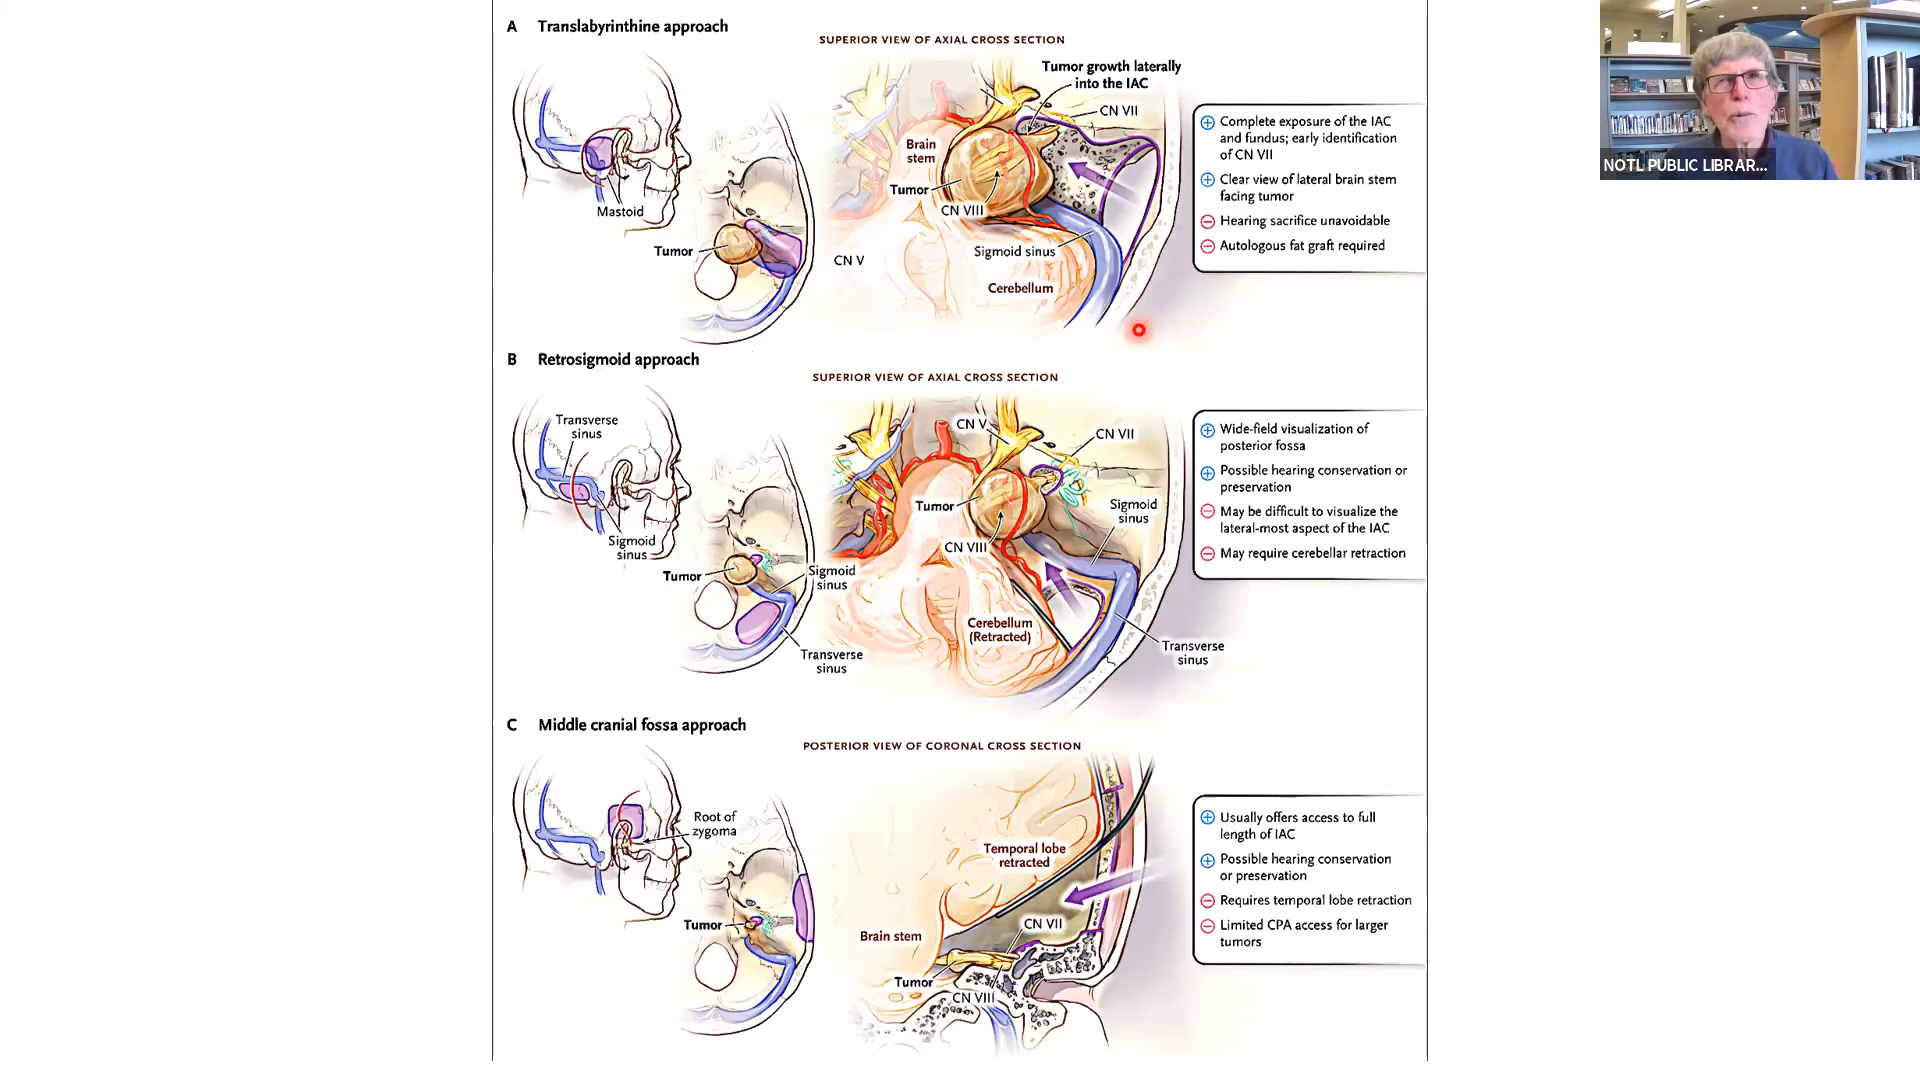 A Translabyrinthine approach
SUPERIOR VIEW OF AXIAL CROSS SECTION
Tumor growth laterally
into the IAC
CN VII
Brain
stem
Tumor
CN VIII
Mastoid
Tumor
CN V
Sigmoid sinus
Cerebellum
Complete exposure of the IAC
and fundus; early identification
of CN VII
Clear view of lateral brain stem
facing tumor
Hearing sacrifice unavoidable
Autologous fat graft required
NOTL PUBLIC LIBRAR...
B Retrosigmoid approach
SUPERIOR VIEW OF AXIAL CROSS SECTION
Transverse
sinus
Sigmoid
sinus
Tumor
Sigmoid
sinus
Transverse
sinus
CN V
CN VII
Tumor
Sigmoid
sinus
CN VIII
Cerebellum
(Retracted)
Transverse
sinus
Wide-field visualization of
posterior fossa
Possible hearing conservation or
preservation
May be difficult to visualize the
lateral-most aspect of the IAC
May require cerebellar retraction
C Middle cranial fossa approach
POSTERIOR VIEW OF CORONAL CROSS SECTION
Root of
zygoma
Tumor
Temporal lobe
retracted
CN VII
Brain stem
Tumor
CN VIII
Usually offers access to full
length of IAC
Possible hearing conservation
or preservation
Requires temporal lobe retraction
Limited CPA access for larger
tumors